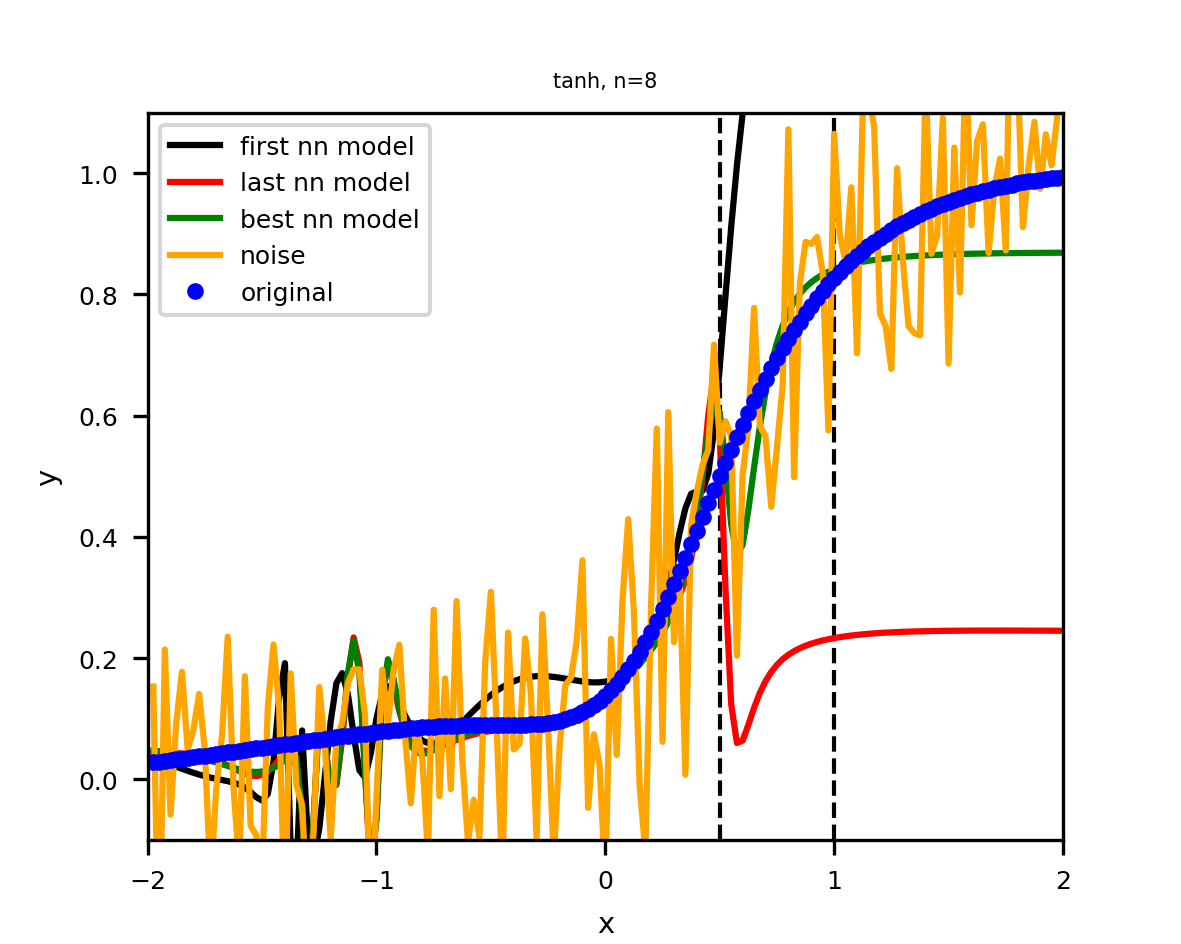 tanh, n=8
first nn model
last nn model
best nn model
noise
original
1.0
0.8
0.6
0.4
0.2
0.0
y
−2
−1
0
1
2
x